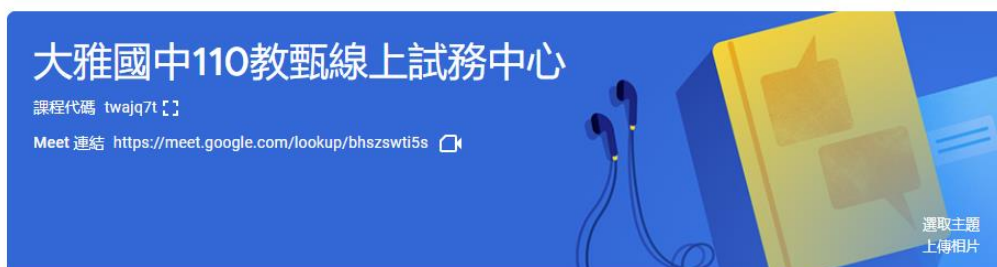 大雅國中110教甄線上試務中心
課程代碼 twajq7t
Meet 連結 https://meet.google.com/lookup/bhszswti5s
選取主題
上傳相片